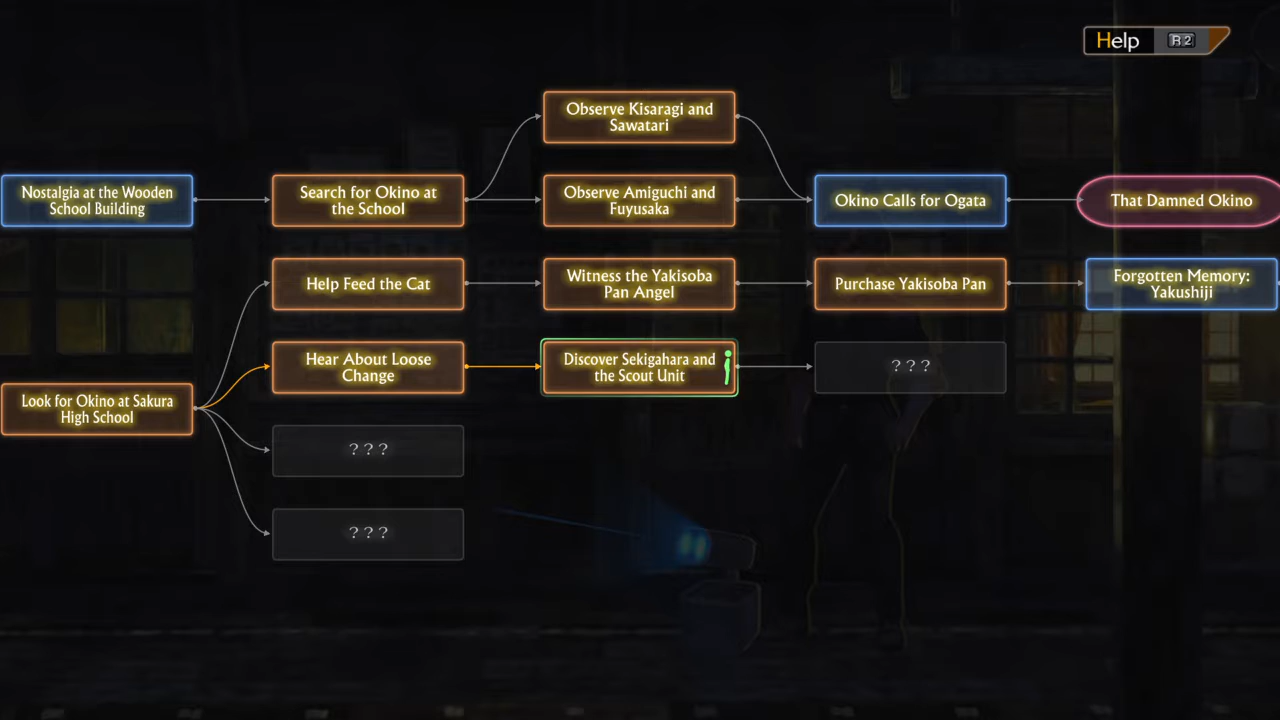 Help R2
Observe Kisaragi and
Sawatari
Nostalgia at the Wooden
School Building
Search for Okino at
the School
Observe Amiguchi and
Fuyusaka
Okino Calls for Ogata
That Damned Okino
Help Feed the Cat
Witness the Yakisoba
Pan Angel
Purchase Yakisoba Pan
Forgotten Memory:
Yakushiji
Look for Okino at Sakura
High School
Hear About Loose
Change
Discover Sekigahara and
the Scout Unit
???
???
???